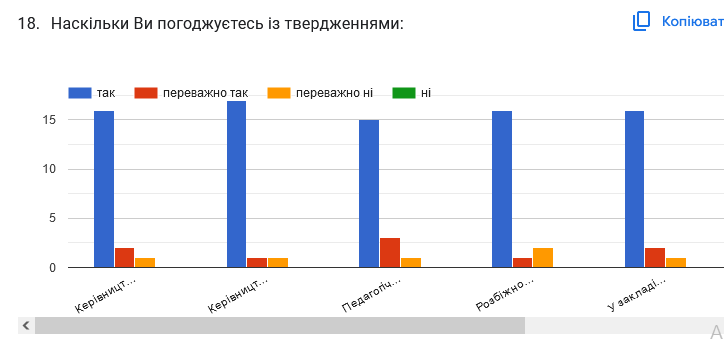 18. Наскільки Ви погоджуєтесь із твердженнями:
Копіюват
так переважно так переважно ні ні
15
10
5
0
Керівницт... Керівницт... Педагогіч... Розбіжно... У закладі...
А